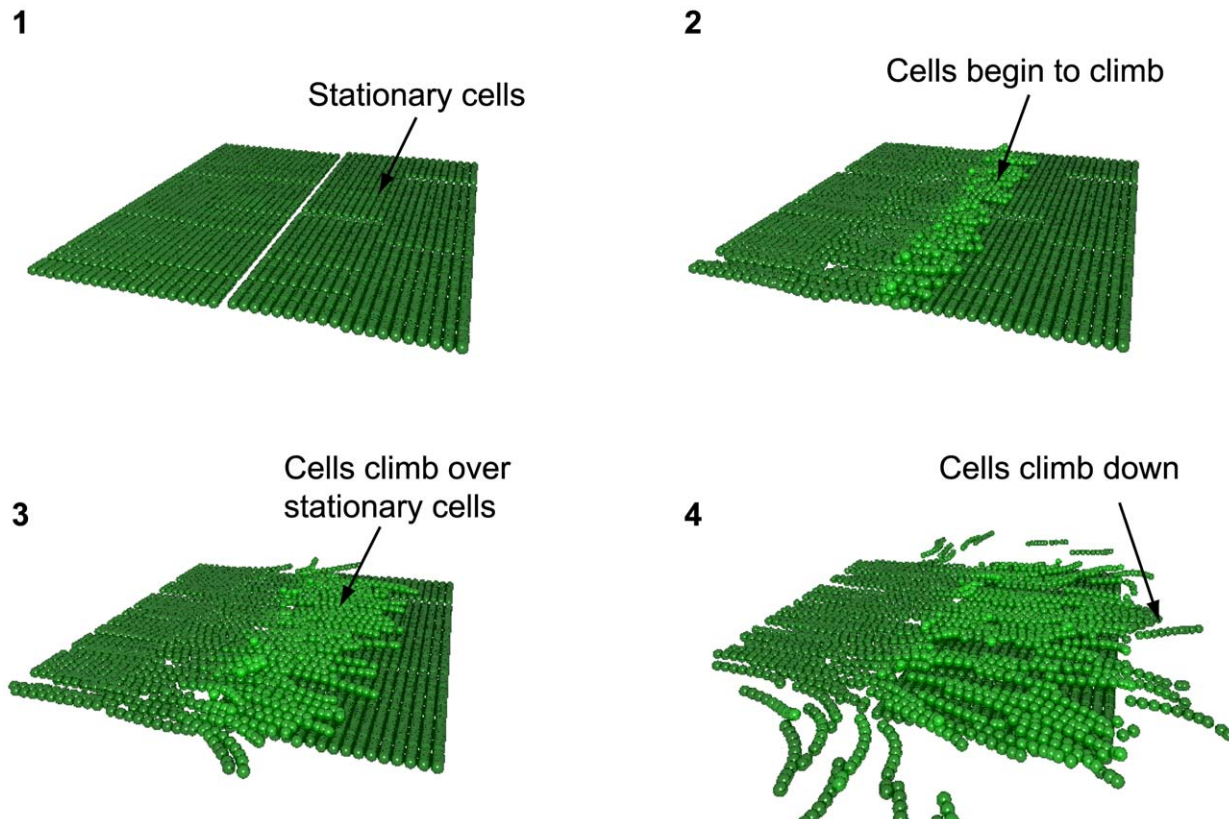 1
Stationary cells
2
Cells begin to climb
3
Cells climb over
stationary cells
4
Cells climb down